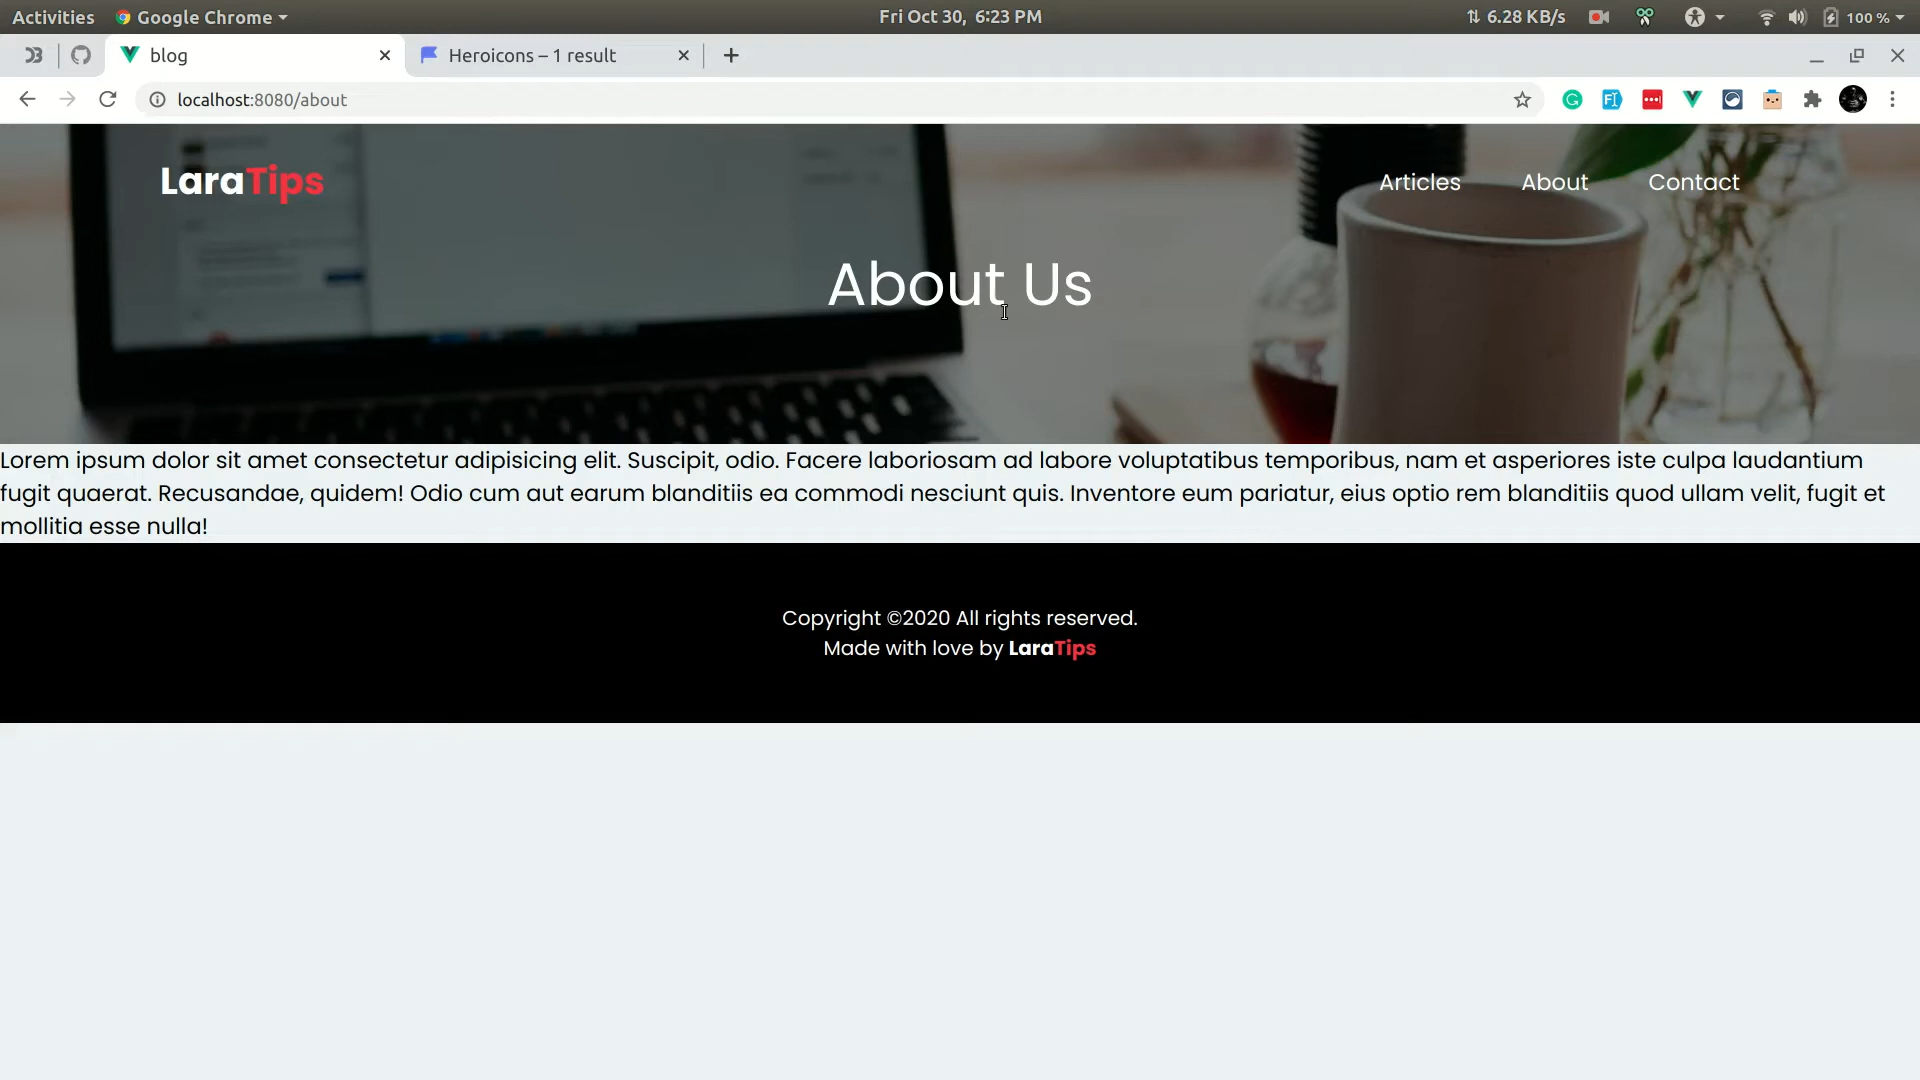 Activities Google Chrome Fri Oct 30, 6:23 PM 6.28 KB/s 100 %
blog Heroicons – 1 result
localhost:8080/about
LaraTips Articles About Contact
About Us
Lorem ipsum dolor sit amet consectetur adipisicing elit. Suscipit, odio. Facere laboriosam ad labore voluptatibus temporibus, nam et asperiores iste culpa laudantium
fugit quaerat. Recusandae, quidem! Odio cum aut earum blanditiis ea commodi nesciunt quis. Inventore eum pariatur, eius optio rem blanditiis quod ullam velit, fugit et
mollitia esse nulla!
Copyright ©2020 All rights reserved.
Made with love by LaraTips